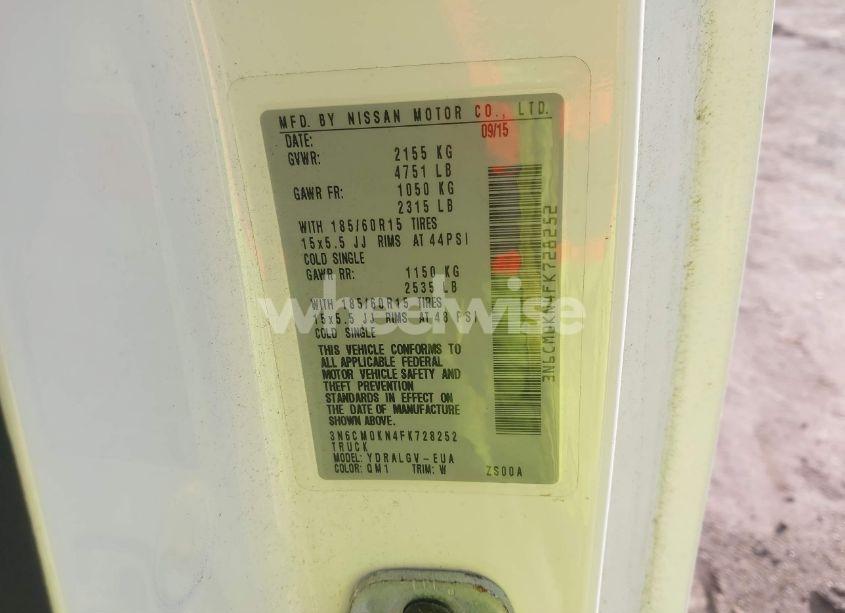 MFD. BY NISSAN MOTOR CO., LTD.
DATE: 09/15
GVWR: 2155 KG
4751 LB
GAWR FR: 1050 KG
2315 LB
WITH 185/60R15 TIRES
15x5.5 JJ RIMS AT 44PSI
COLD SINGLE
GAWR RR: 1150 KG
2535 LB
WITH 185/60R15 TIRES
15x5.5 JJ RIMS AT 48 PSI
COLD SINGLE
THIS VEHICLE CONFORMS TO
ALL APPLICABLE FEDERAL
MOTOR VEHICLE SAFETY AND
THEFT PREVENTION
STANDARDS IN EFFECT ON
THE DATE OF MANUFACTURE
SHOWN ABOVE.
3N6CM0KN4FK728252
TRUCK
MODEL: YDRALGV-EUA
COLOR: QM1 TRIM: W ZS00A
3N6CM0KN4FK728252
wheelwise